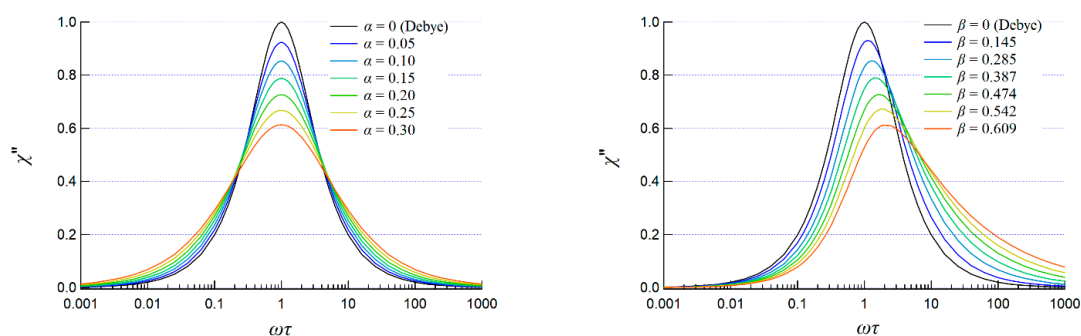 1.0
0.8
0.6
0.4
0.2
0.0
χ"
α = 0 (Debye)
α = 0.05
α = 0.10
α = 0.15
α = 0.20
α = 0.25
α = 0.30
0.001 0.01 0.1 1 10 100 1000
ωτ
1.0
0.8
0.6
0.4
0.2
0.0
χ"
β = 0 (Debye)
β = 0.145
β = 0.285
β = 0.387
β = 0.474
β = 0.542
β = 0.609
0.001 0.01 0.1 1 10 100 1000
ωτ